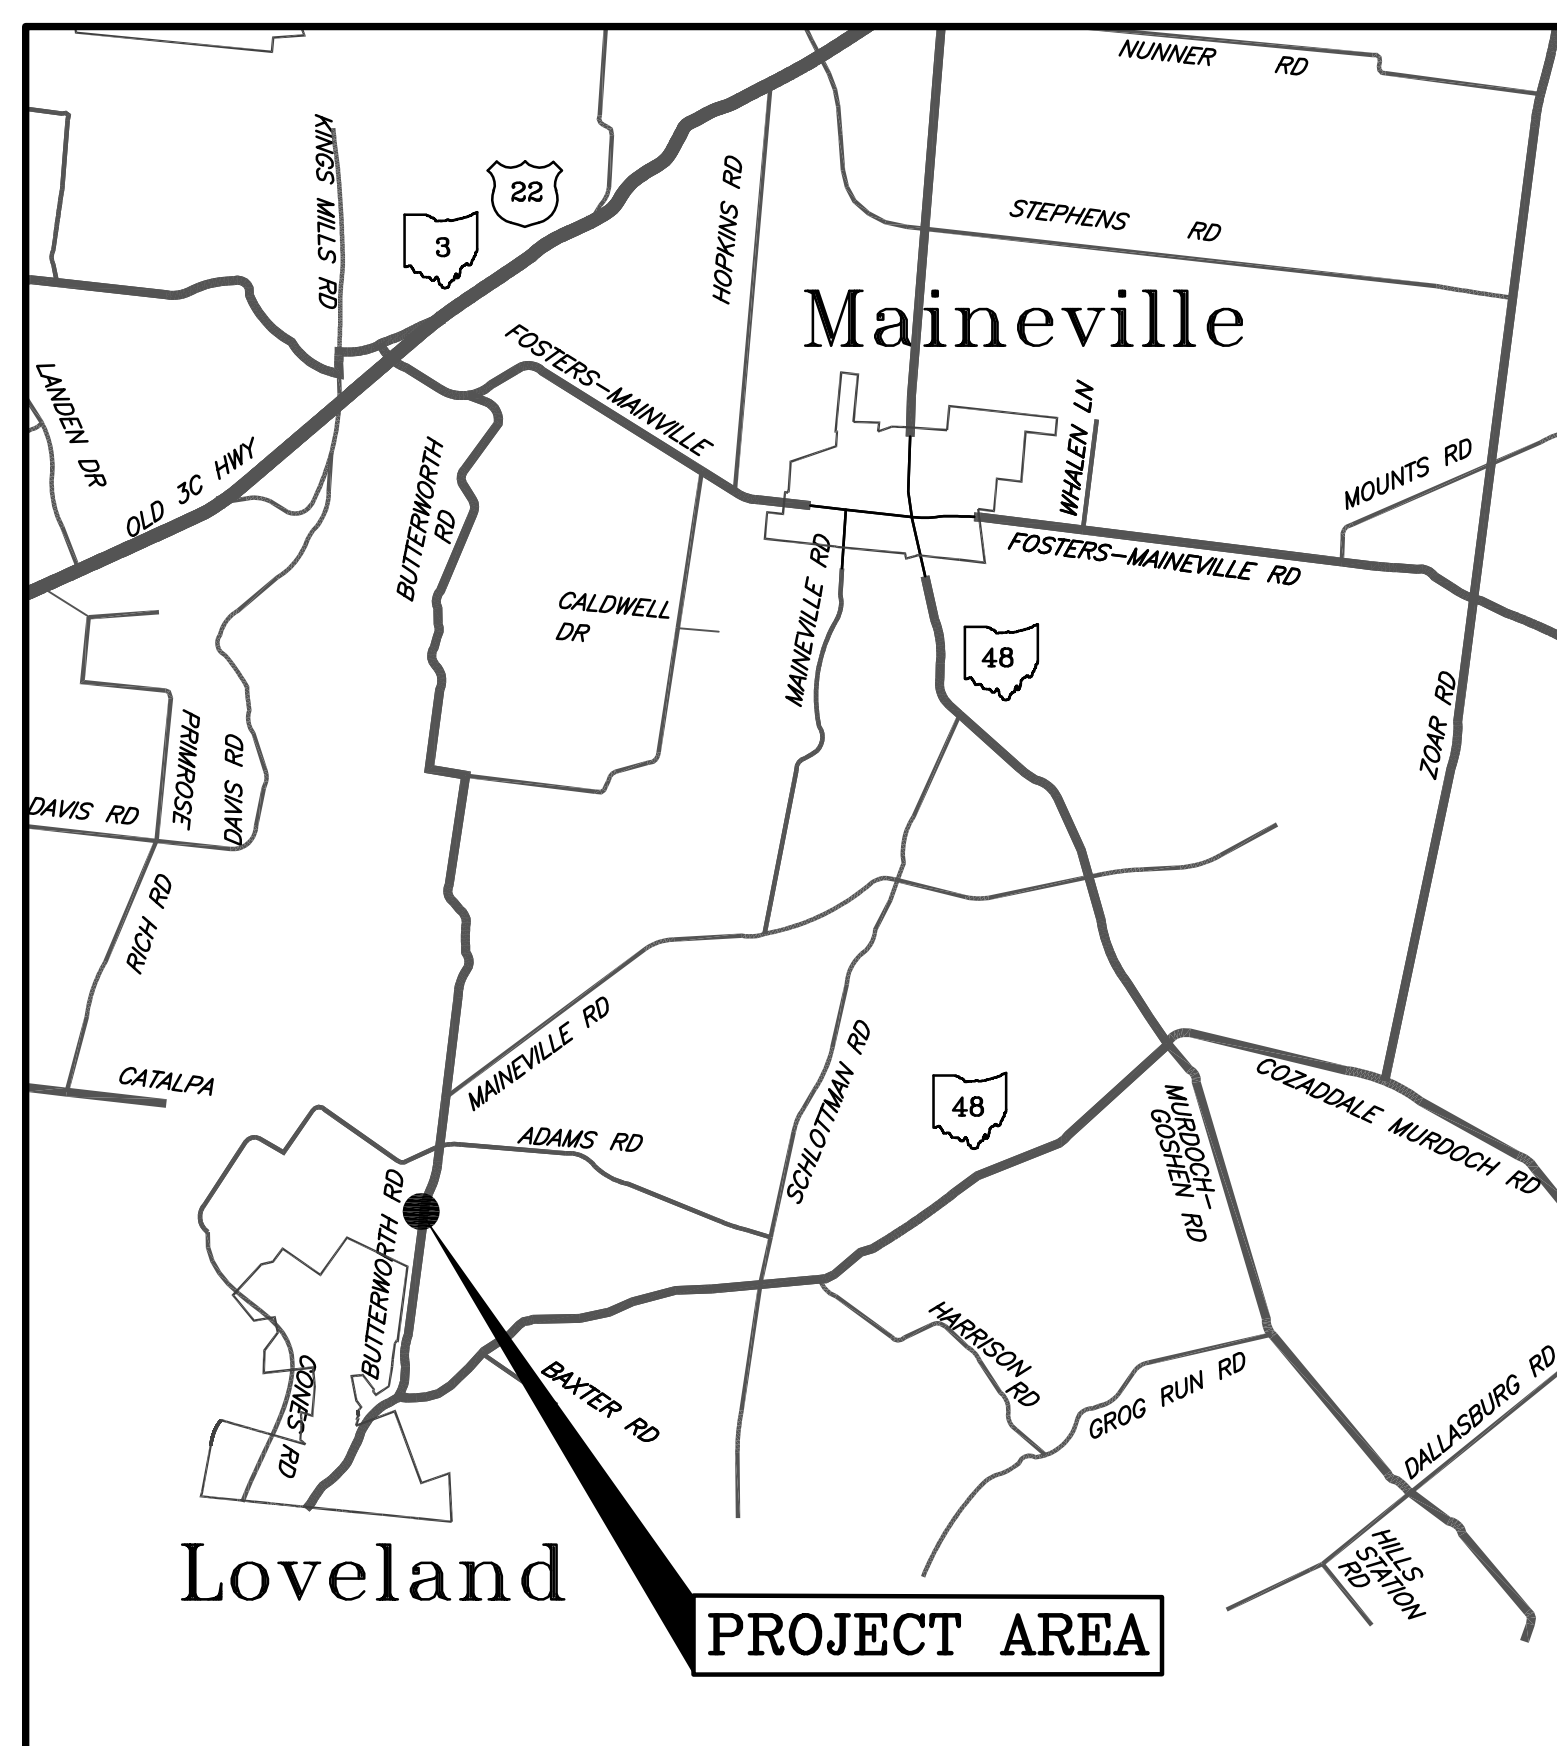 NUNNER RD
KINGS MILLS RD
22
3
HOPKINS RD
STEPHENS RD
Maineville
FOSTERS-MAINVILLE
LANDEN DR
OLD 3C HWY
BUTTERWORTH
RD
WHALEN LN
MOUNTS RD
FOSTERS-MAINEVILLE RD
CALDWELL
DR
MAINEVILLE RD
48
ZOAR RD
PRIMROSE
DAVIS RD
DAVIS RD
RICH RD
MAINEVILLE RD
CATALPA
SCHLOTTMAN RD
48
COZADDALE MURDOCH RD
MURDOCH-
GOSHEN RD
ADAMS RD
BUTTERWORTH RD
HARRISON
RD
BAXTER RD
GROG RUN RD
DALLASBURG RD
CONES RD
HILLS
STATION
RD
Loveland
PROJECT AREA